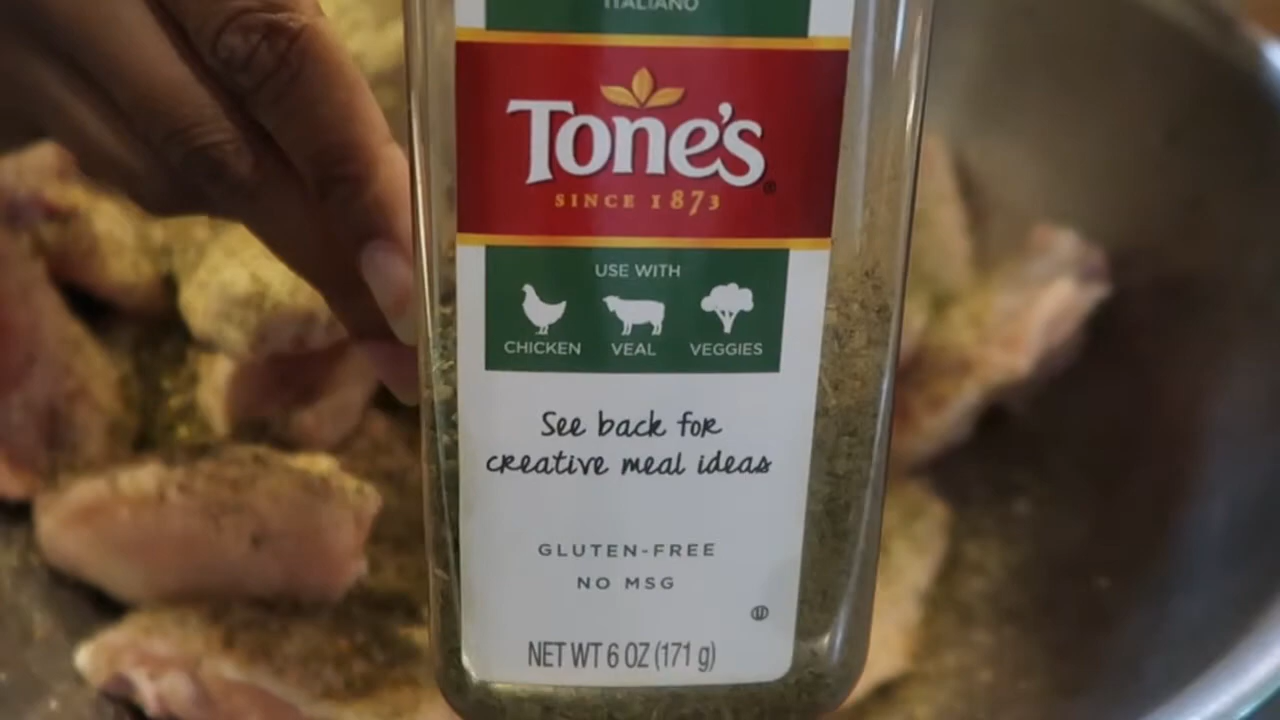 ITALIANO
Tone's®
SINCE 1873
USE WITH
CHICKEN VEAL VEGGIES
See back for
creative meal ideas
GLUTEN-FREE
NO MSG
U
NET WT 6 OZ (171 g)